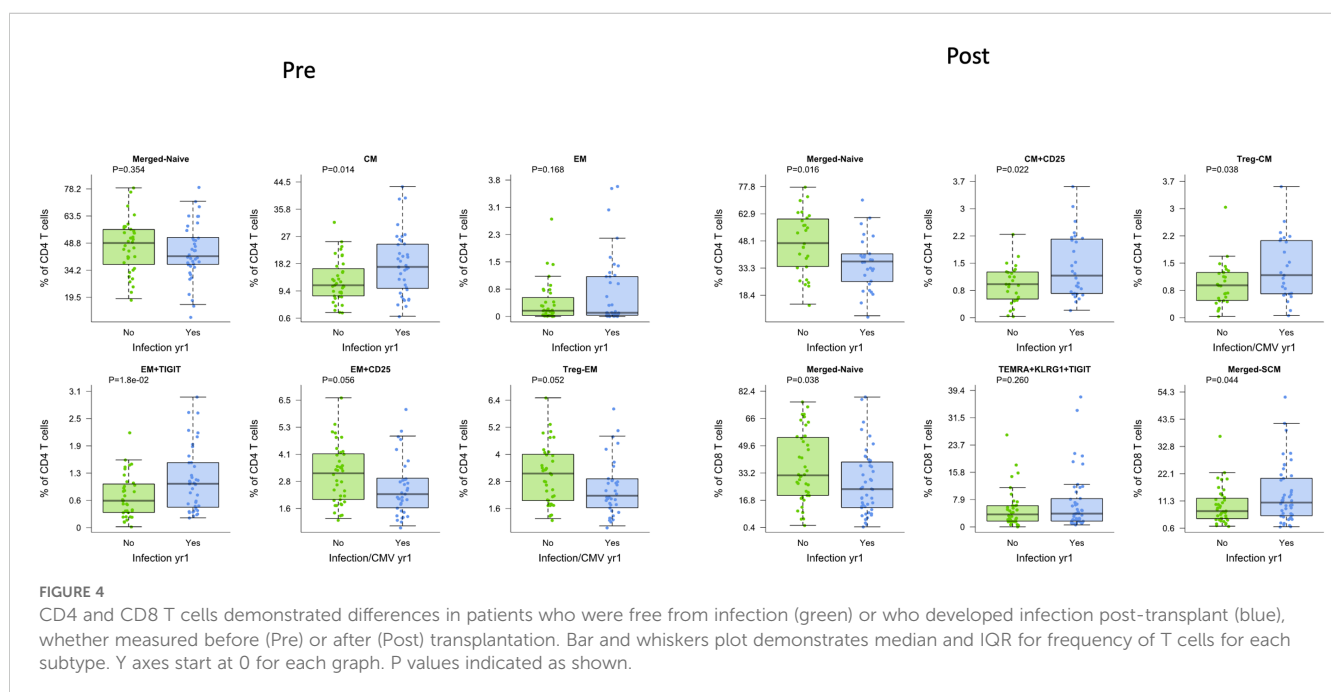 Pre
Post
Merged-Naive
P=0.354
% of CD4 T cells
78.2
63.5
48.8
34.2
19.5
No
Yes
Infection yr1
CM
P=0.014
% of CD4 T cells
44.5
35.8
27
18.2
9.4
0.6
No
Yes
Infection yr1
EM
P=0.168
% of CD4 T cells
3.8
3.1
2.3
1.5
0.8
0
No
Yes
Infection yr1
Merged-Naive
P=0.016
% of CD4 T cells
77.8
62.9
48.1
33.3
18.4
No
Yes
Infection yr1
CM+CD25
P=0.022
% of CD4 T cells
3.7
3
2.2
1.5
0.8
0
No
Yes
Infection yr1
Treg-CM
P=0.038
% of CD4 T cells
3.7
3
2.2
1.5
0.8
0
No
Yes
Infection/CMV yr1
EM+TIGIT
P=1.8e-02
% of CD4 T cells
3.1
2.5
1.9
1.3
0.6
0
No
Yes
Infection yr1
EM+CD25
P=0.056
% of CD4 T cells
6.5
5.3
4.1
2.8
1.6
No
Yes
Infection/CMV yr1
Treg-EM
P=0.052
% of CD4 T cells
6.4
5.2
4
2.8
1.6
No
Yes
Infection/CMV yr1
Merged-Naive
P=0.038
% of CD8 T cells
82.4
66
49.6
33.2
16.8
0.4
No
Yes
Infection yr1
TEMRA+KLRG1+TIGIT
P=0.260
% of CD8 T cells
39.4
31.5
23.7
15.8
7.9
0
No
Yes
Infection yr1
Merged-SCM
P=0.044
% of CD8 T cells
54.3
43.5
32.8
22.1
11.3
0.6
No
Yes
Infection/CMV yr1
FIGURE 4
CD4 and CD8 T cells demonstrated differences in patients who were free from infection (green) or who developed infection post-transplant (blue),
whether measured before (Pre) or after (Post) transplantation. Bar and whiskers plot demonstrates median and IQR for frequency of T cells for each
subtype. Y axes start at 0 for each graph. P values indicated as shown.